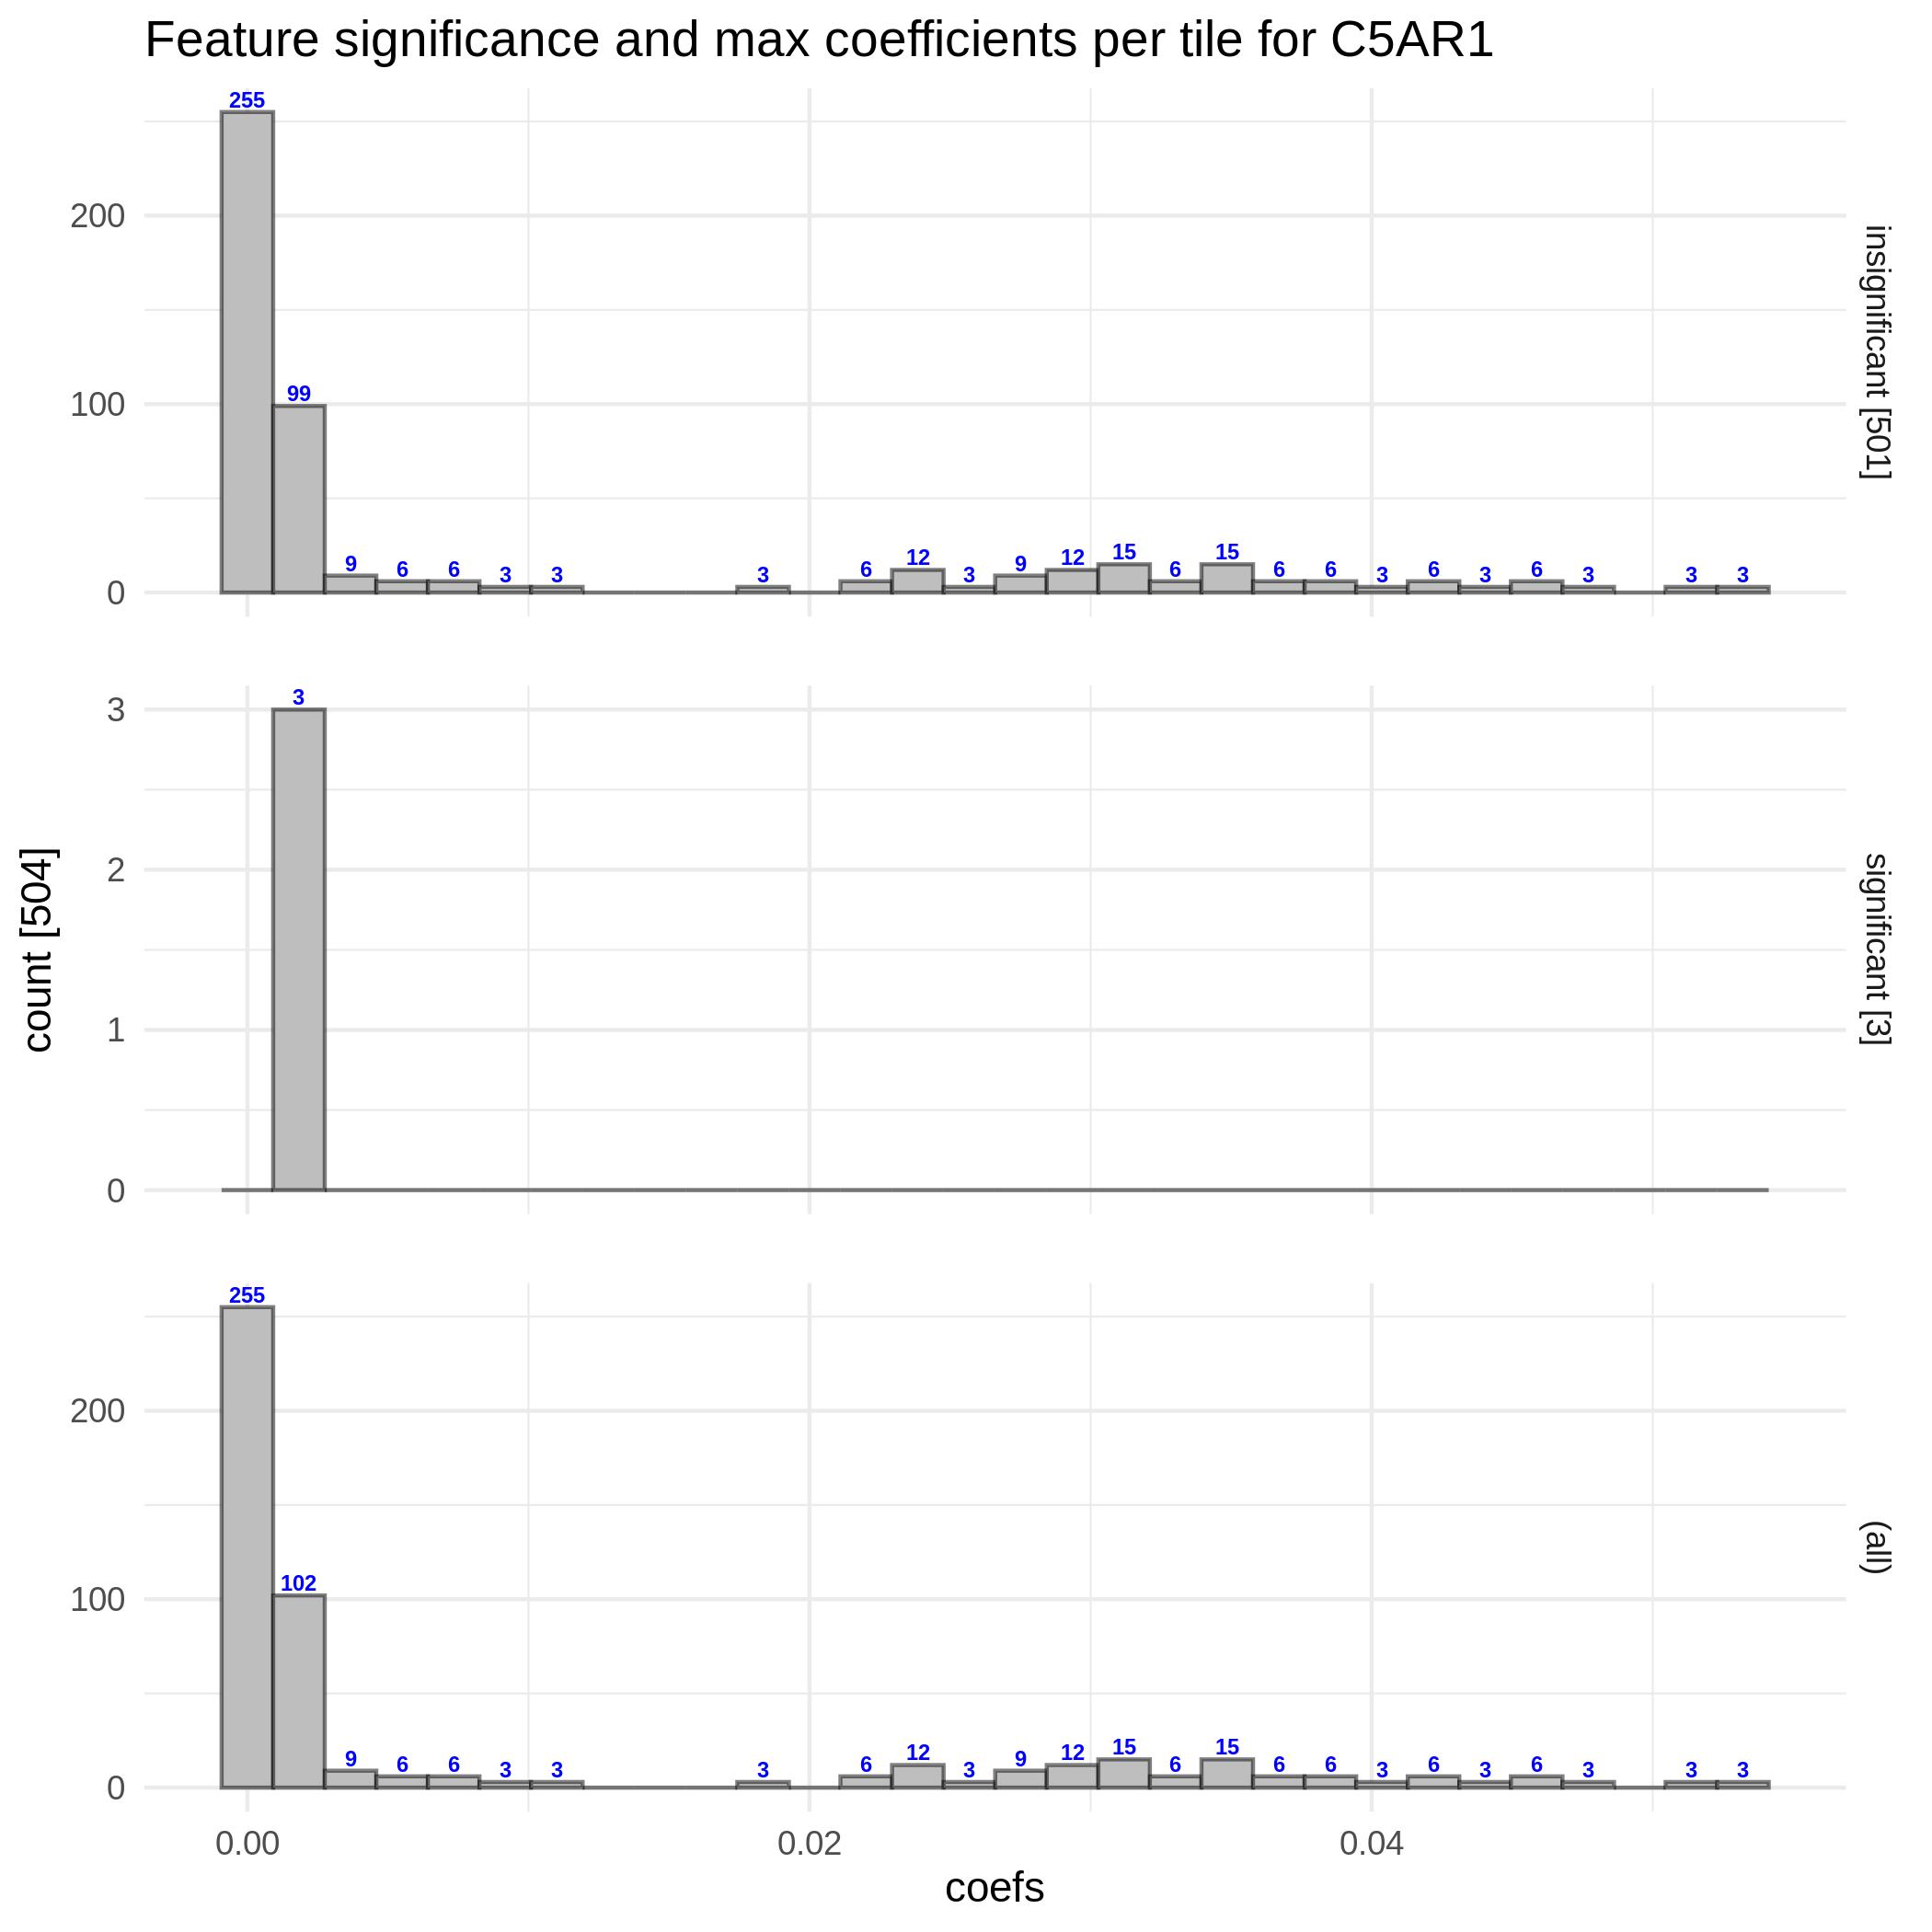 Feature significance and max coefficients per tile for C5AR1
255
99
9 6 6 3 3 3 6 12 3 9 12 15 6 15 6 6 3 6 3 6 3 3 3
200
100
0
insignificant [501]
3
3
2
1
0
significant [3]
count [504]
255
102
9 6 6 3 3 3 6 12 3 9 12 15 6 15 6 6 3 6 3 6 3 3 3
200
100
0
(all)
0.00 0.02 0.04
coefs